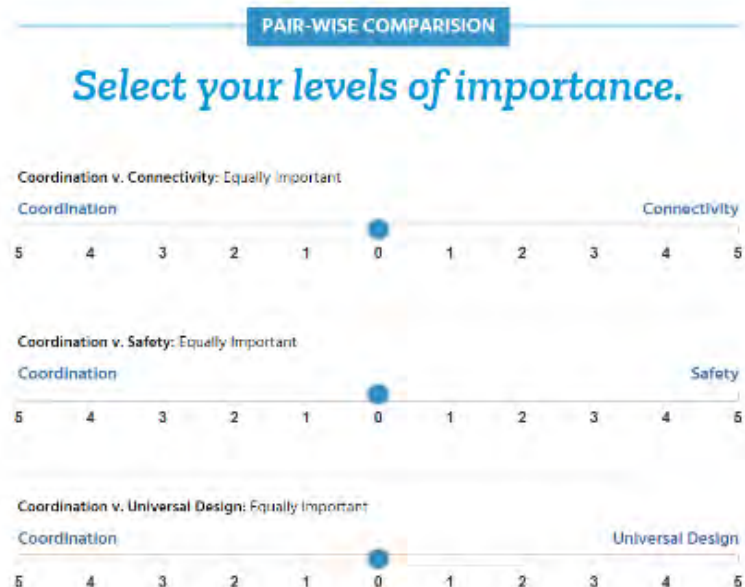 PAIR-WISE COMPARISION
Select your levels of importance.
Coordination v. Connectivity: Equally Important
Coordination Connectivity
5 4 3 2 1 0 1 2 3 4 5
Coordination v. Safety: Equally Important
Coordination Safety
5 4 3 2 1 0 1 2 3 4 5
Coordination v. Universal Design: Equally Important
Coordination Universal Design
5 4 3 2 1 0 1 2 3 4 5